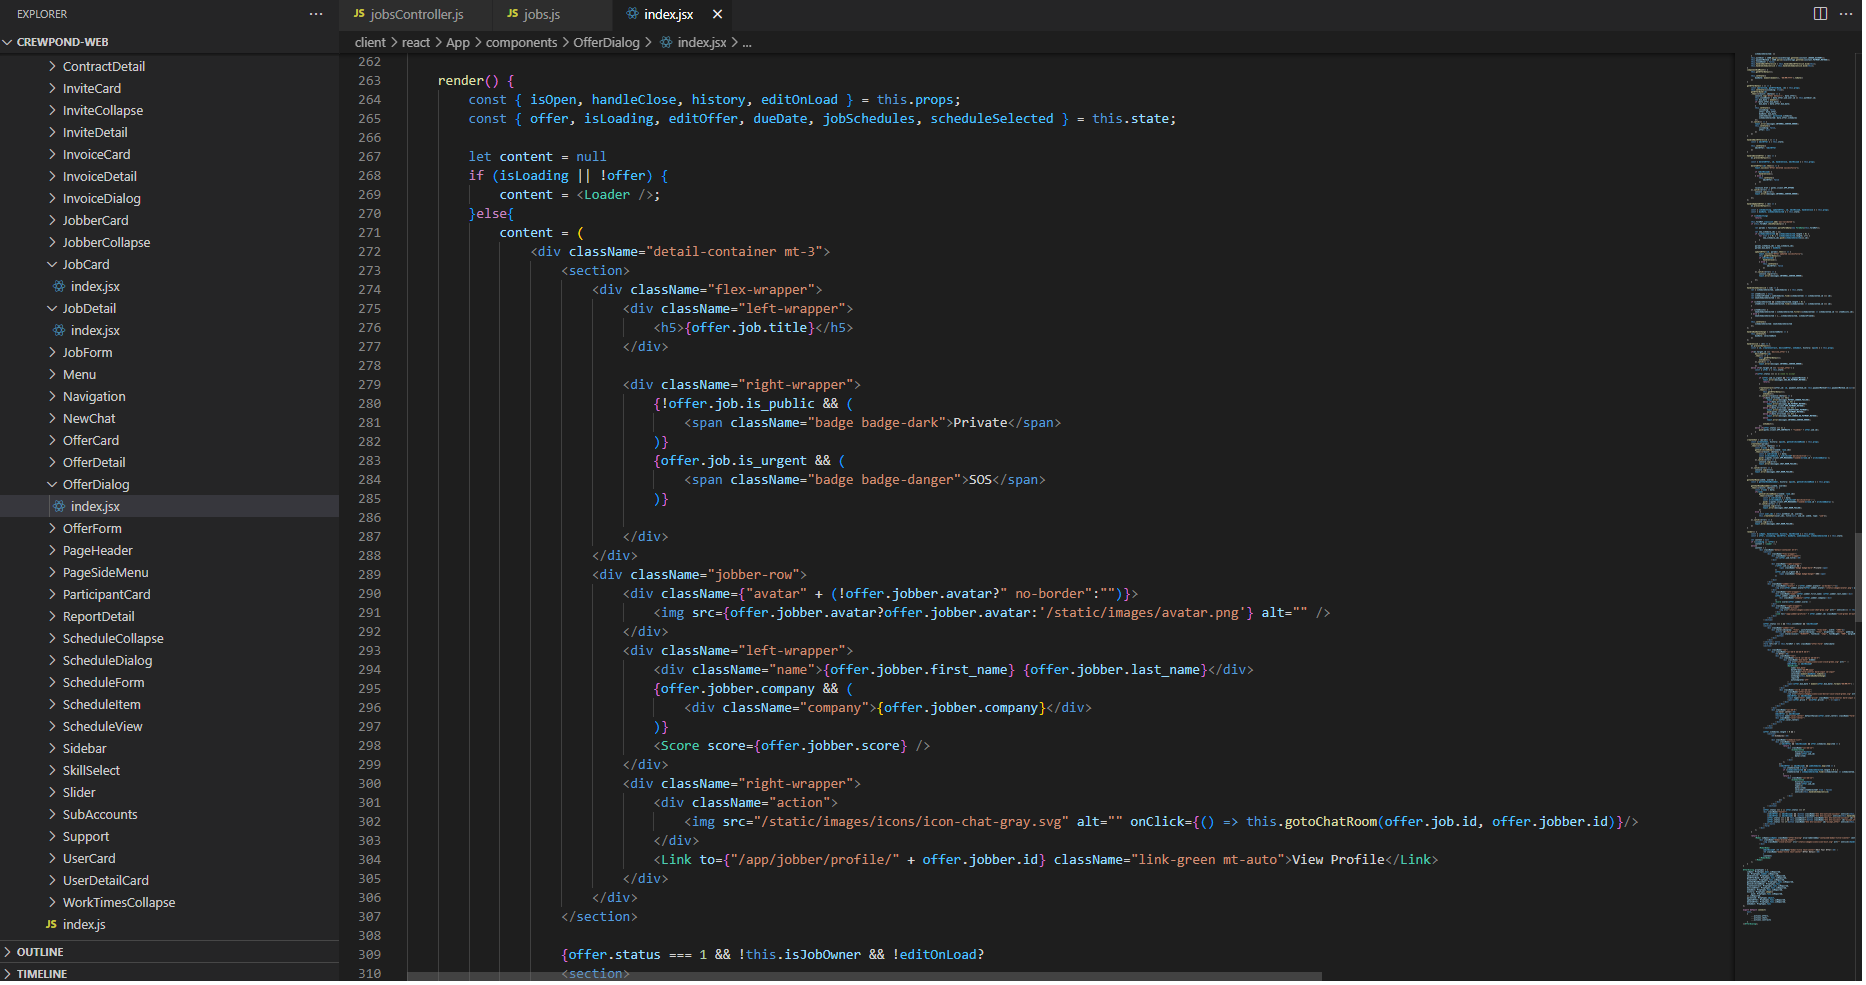 EXPLORER
CREWPOND-WEB
ContractDetail
InviteCard
InviteCollapse
InviteDetail
InvoiceCard
InvoiceDetail
InvoiceDialog
JobberCard
JobberCollapse
JobCard
index.jsx
JobDetail
index.jsx
JobForm
Menu
Navigation
NewChat
OfferCard
OfferDetail
OfferDialog
index.jsx
OfferForm
PageHeader
PageSideMenu
ParticipantCard
ReportDetail
ScheduleCollapse
ScheduleDialog
ScheduleForm
ScheduleItem
ScheduleView
Sidebar
SkillSelect
Slider
SubAccounts
Support
UserCard
UserDetailCard
WorkTimesCollapse
JS index.js
OUTLINE
TIMELINE
JS jobsController.js
JS jobs.js
index.jsx
client > react > App > components > OfferDialog > index.jsx > ...
262
263 render() {
264 const { isOpen, handleClose, history, editOnLoad } = this.props;
265 const { offer, isLoading, editOffer, dueDate, jobSchedules, scheduleSelected } = this.state;
266
267 let content = null
268 if (isLoading || !offer) {
269 content = <Loader />;
270 }else{
271 content = (
272 <div className="detail-container mt-3">
273 <section>
274 <div className="flex-wrapper">
275 <div className="left-wrapper">
276 <h5>{offer.job.title}</h5>
277 </div>
278
279 <div className="right-wrapper">
280 {!offer.job.is_public && (
281 <span className="badge badge-dark">Private</span>
282 )}
283 {offer.job.is_urgent && (
284 <span className="badge badge-danger">SOS</span>
285 )}
286
287 </div>
288 </div>
289 <div className="jobber-row">
290 <div className={"avatar" + (!offer.jobber.avatar?" no-border":"")}>
291 <img src={offer.jobber.avatar?offer.jobber.avatar:'/static/images/avatar.png'} alt="" />
292 </div>
293 <div className="left-wrapper">
294 <div className="name">{offer.jobber.first_name} {offer.jobber.last_name}</div>
295 {offer.jobber.company && (
296 <div className="company">{offer.jobber.company}</div>
297 )}
298 <Score score={offer.jobber.score} />
299 </div>
300 <div className="right-wrapper">
301 <div className="action">
302 <img src="/static/images/icons/icon-chat-gray.svg" alt="" onClick={() => this.gotoChatRoom(offer.job.id, offer.jobber.id)}/>
303 </div>
304 <Link to={"/app/jobber/profile/" + offer.jobber.id} className="link-green mt-auto">View Profile</Link>
305 </div>
306 </div>
307 </section>
308
309 {offer.status === 1 && !this.isJobOwner && !editOnLoad?
310 <section>